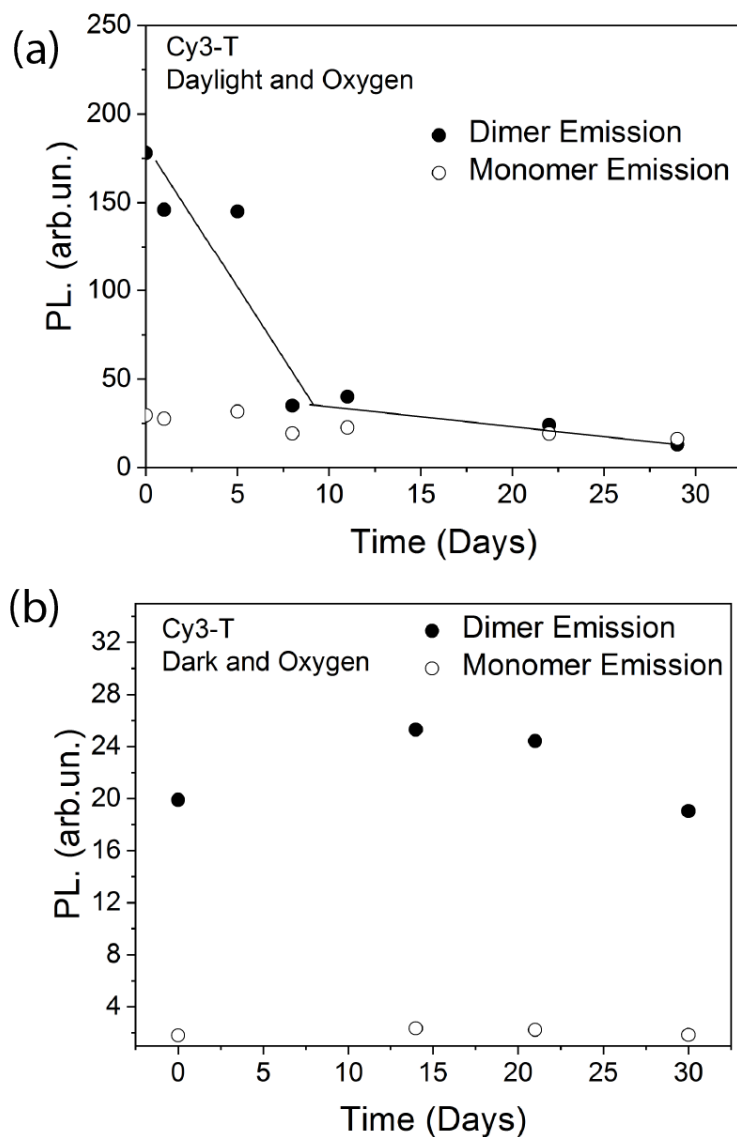 (a)
Cy3-T
Daylight and Oxygen
Dimer Emission
Monomer Emission
PL. (arb.un.)
250
200
150
100
50
0
0 5 10 15 20 25 30
Time (Days)
(b)
Cy3-T
Dark and Oxygen
Dimer Emission
Monomer Emission
PL. (arb.un.)
32
28
24
20
16
12
8
4
0 5 10 15 20 25 30
Time (Days)